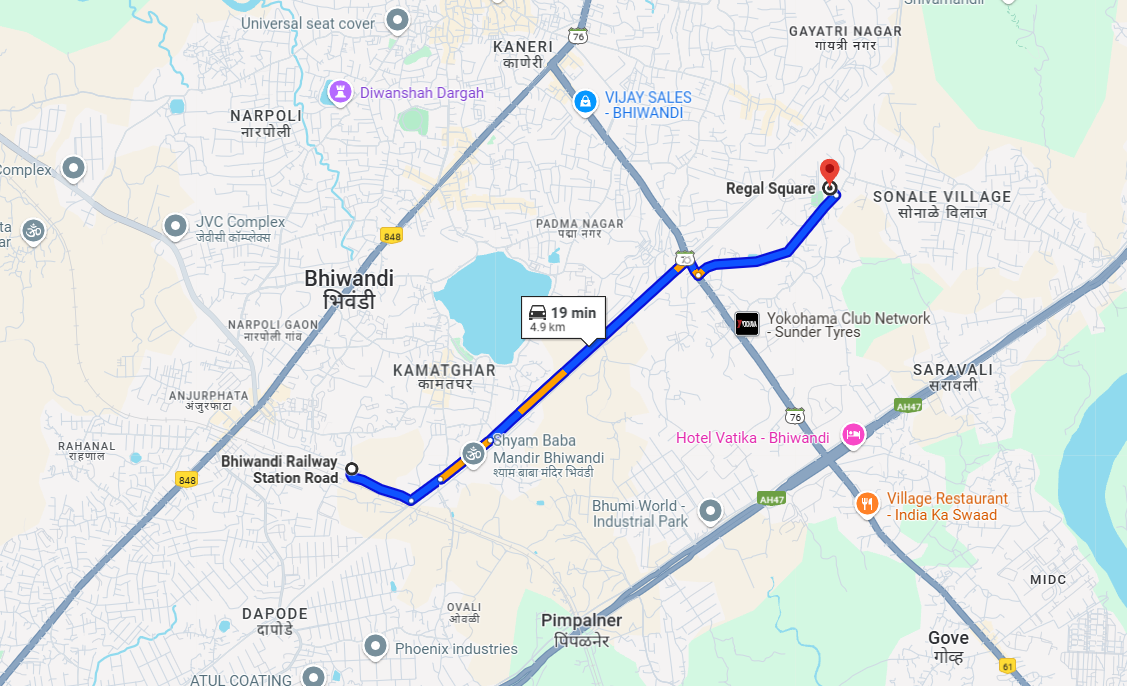 Shivamandir
Universal seat cover
76
GAYATRI NAGAR
गायत्री नगर
KANERI
काणेरी
Diwanshah Dargah
VIJAY SALES
- BHIWANDI
NARPOLI
नारपोली
Complex
Regal Square
SONALE VILLAGE
सोनाळे विलाज
JVC Complex
जेवीसी कॉम्प्लेक्स
ta
ar
848
PADMA NAGAR
पद्मा नगर
Bhiwandi
भिवंडी
19 min
4.9 km
NARPOLI GAON
नारपोली गांव
Yokohama Club Network
- Sunder Tyres
KAMATGHAR
कामतघर
SARAVALI
सरावली
ANJURPHATA
अंजुरफाटा
AH47
76
RAHANAL
राहणाल
Hotel Vatika - Bhiwandi
Shyam Baba
Mandir Bhiwandi
श्याम बाबा मंदिर भिवंडी
Bhiwandi Railway
Station Road
848
AH47
Village Restaurant
- India Ka Swaad
Bhumi World -
Industrial Park
MIDC
OVALI
ओवळी
DAPODE
दापोडे
Pimpalner
पिंपळनेर
Gove
गोव्ह
Phoenix industries
61
ATUL COATING